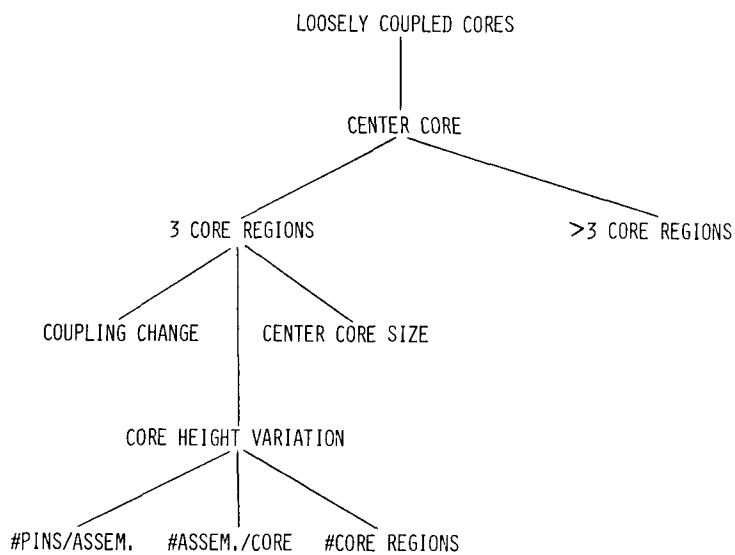 LOOSELY COUPLED CORES
CENTER CORE
3 CORE REGIONS
>3 CORE REGIONS
COUPLING CHANGE
CENTER CORE SIZE
CORE HEIGHT VARIATION
#PINS/ASSEM.
#ASSEM./CORE
#CORE REGIONS